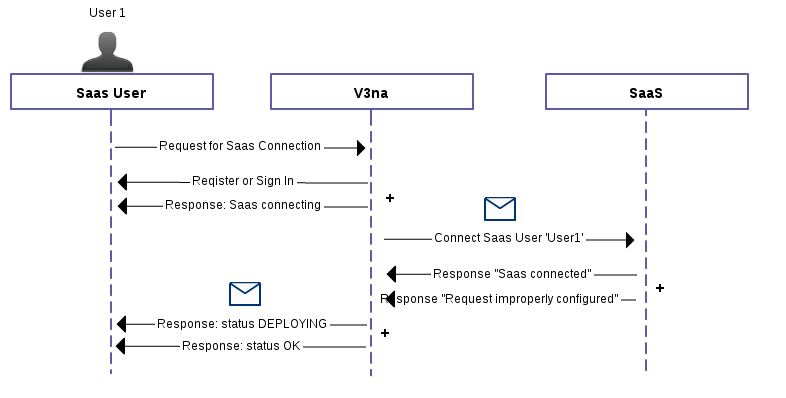 User 1
Saas User
V3na
SaaS
Request for Saas Connection
Register or Sign In
Response: Saas connecting
+
Connect Saas User 'User1'
Response "Saas connected"
+
Response "Request improperly configured"
Response: status DEPLOYING
+
Response: status OK